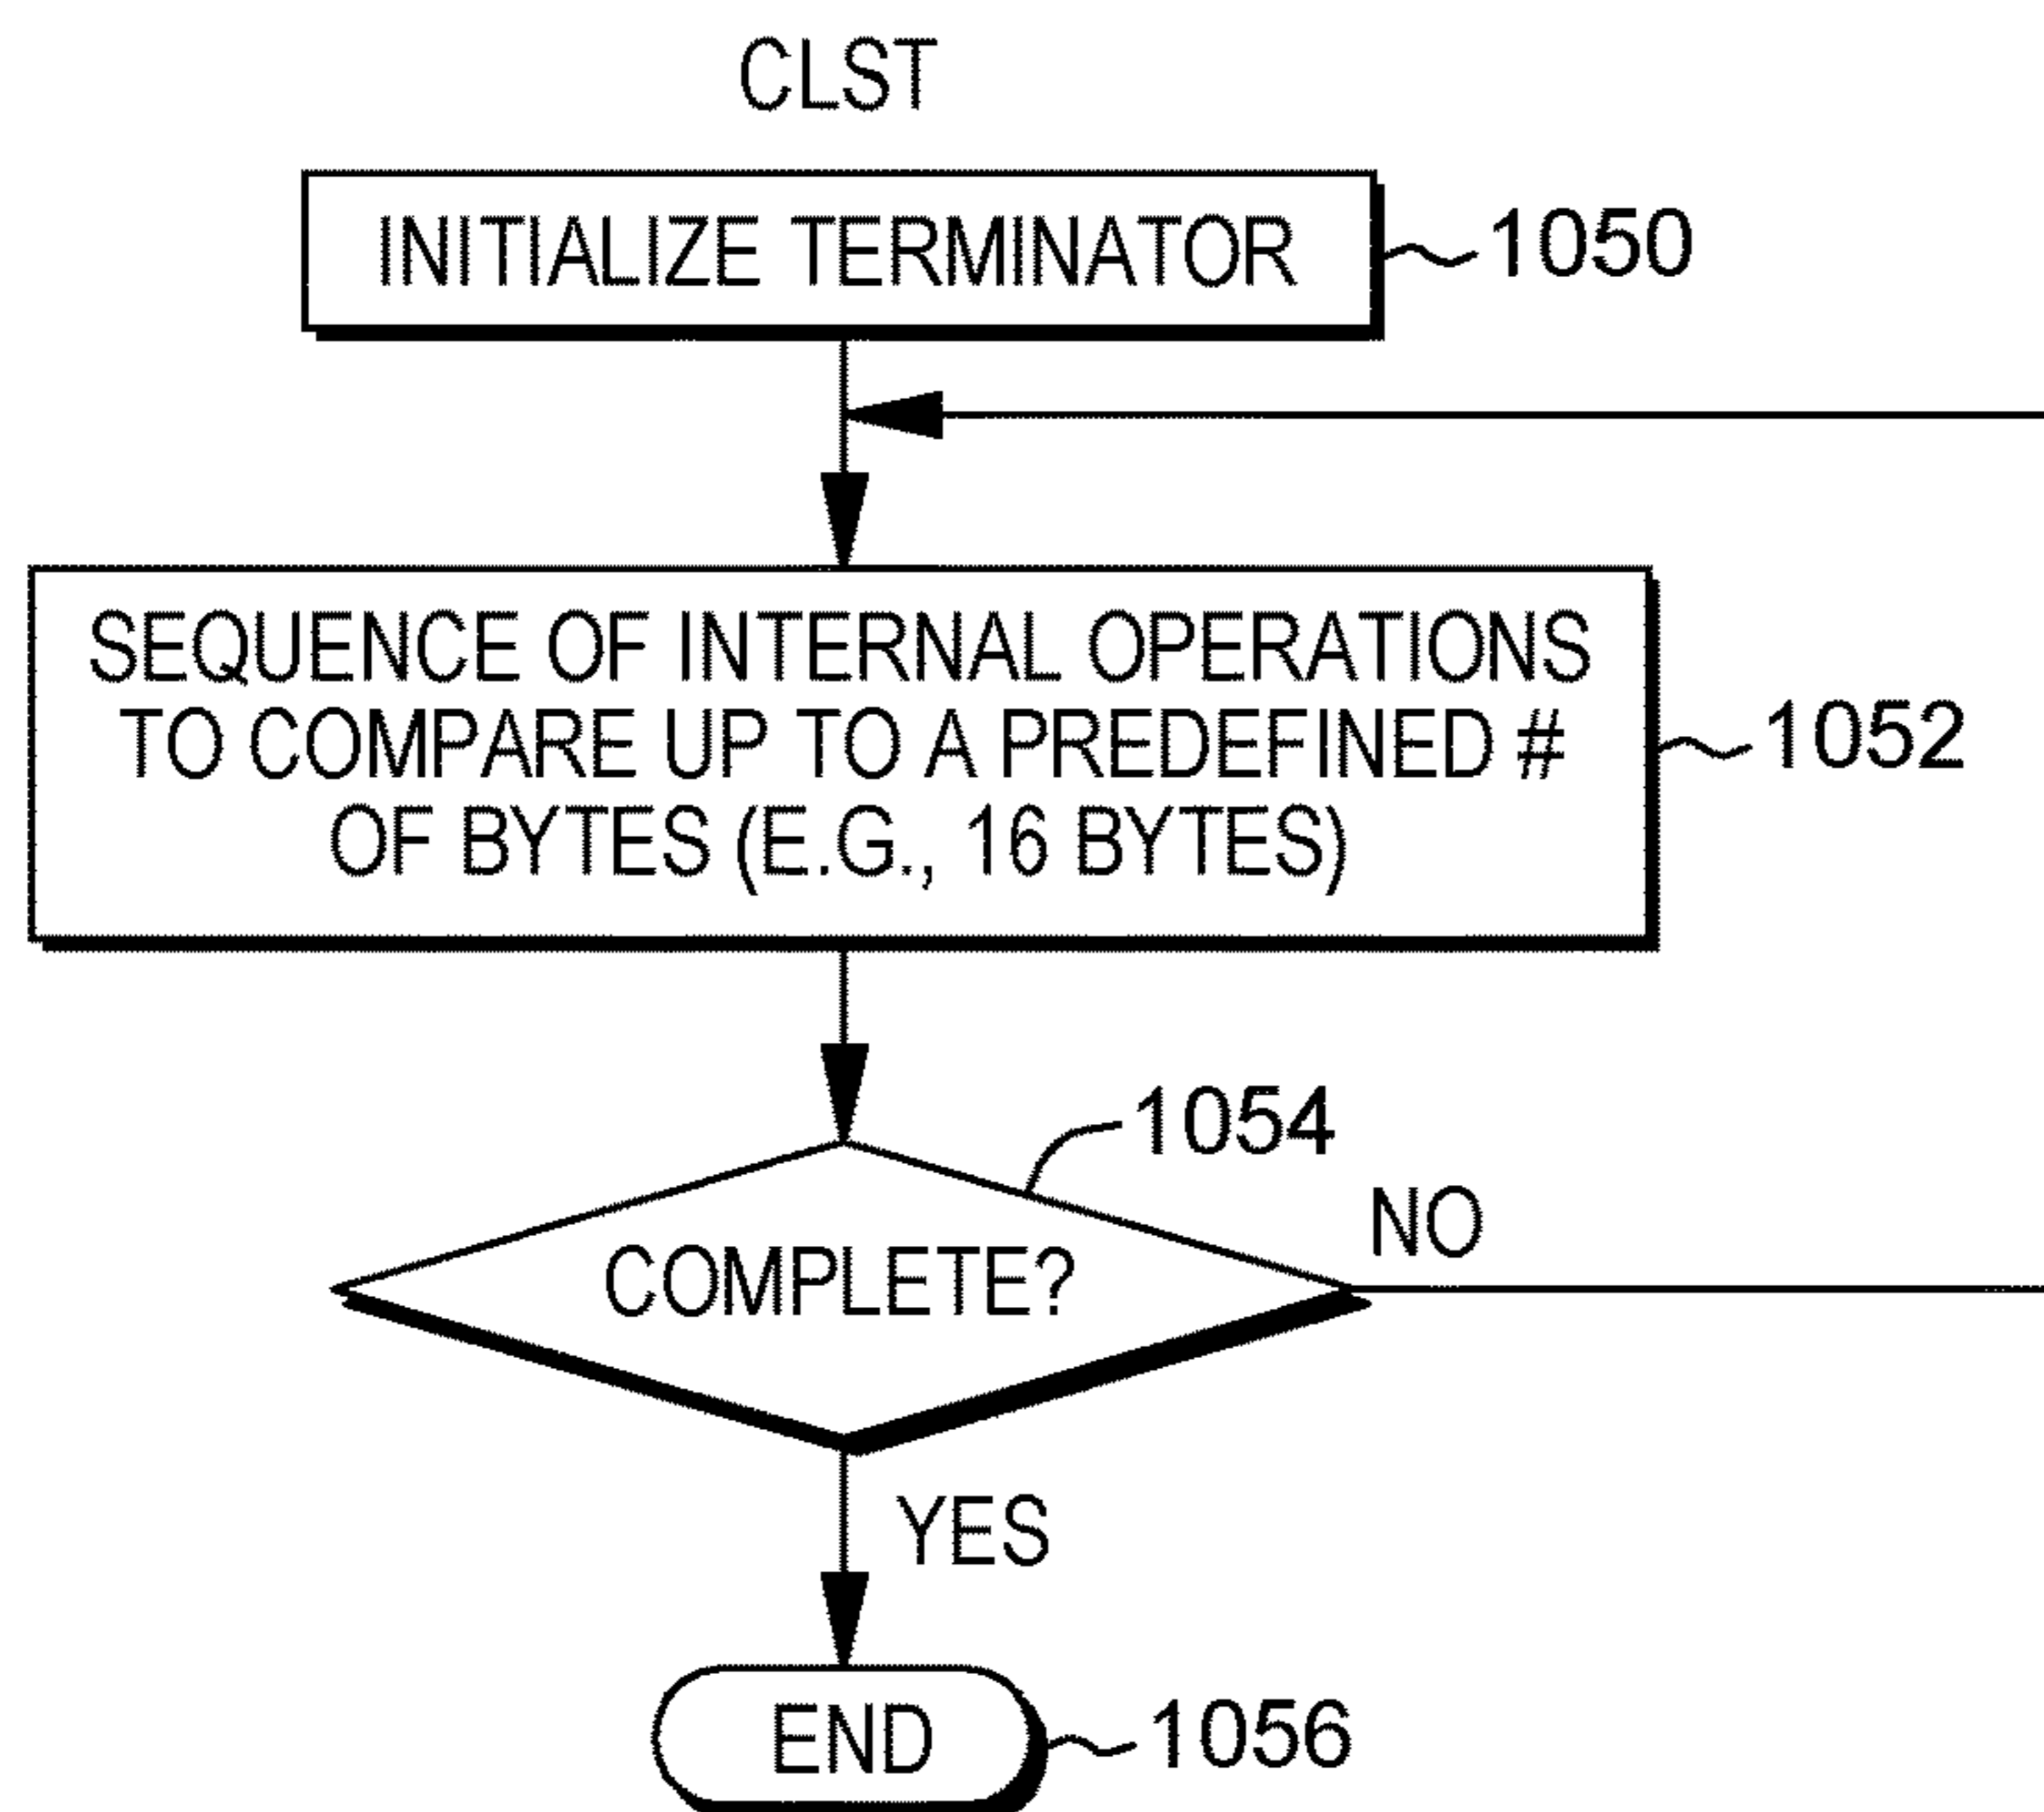 CLST
INITIALIZE TERMINATOR
1050
SEQUENCE OF INTERNAL OPERATIONS
TO COMPARE UP TO A PREDEFINED #
OF BYTES (E.G., 16 BYTES)
1052
1054
COMPLETE?
NO
YES
END
1056